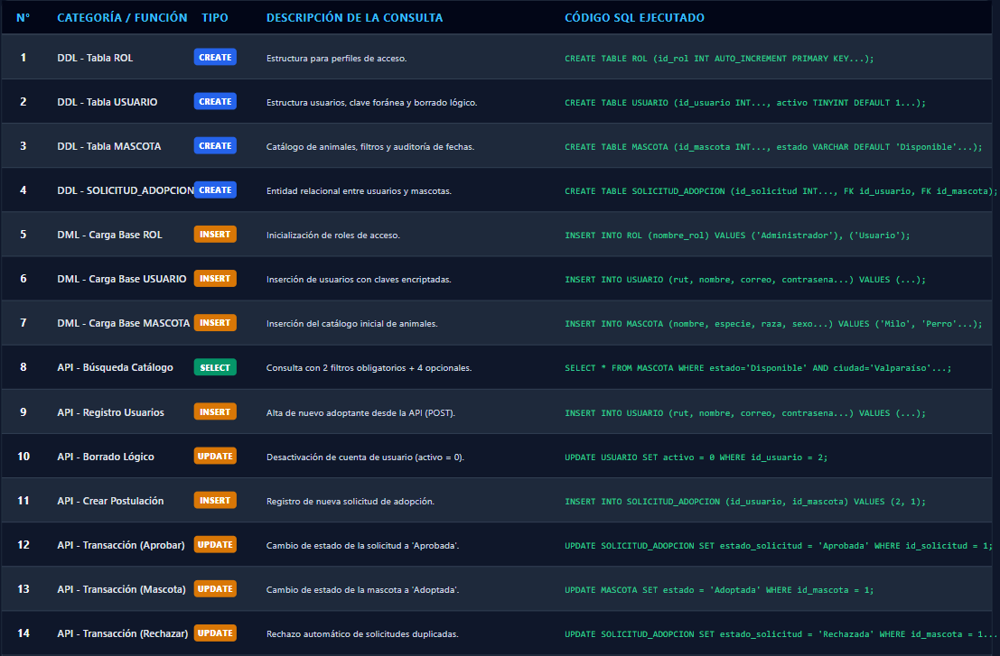 N° CATEGORÍA / FUNCIÓN TIPO DESCRIPCIÓN DE LA CONSULTA CÓDIGO SQL EJECUTADO
1 DDL - Tabla ROL CREATE Estructura para perfiles de acceso. CREATE TABLE ROL (id_rol INT AUTO_INCREMENT PRIMARY KEY...);
2 DDL - Tabla USUARIO CREATE Estructura usuarios, clave foránea y borrado lógico. CREATE TABLE USUARIO (id_usuario INT..., activo TINYINT DEFAULT 1...);
3 DDL - Tabla MASCOTA CREATE Catálogo de animales, filtros y auditoría de fechas. CREATE TABLE MASCOTA (id_mascota INT..., estado VARCHAR DEFAULT 'Disponible'...);
4 DDL - SOLICITUD_ADOPCION CREATE Entidad relacional entre usuarios y mascotas. CREATE TABLE SOLICITUD_ADOPCION (id_solicitud INT..., FK id_usuario, FK id_mascota);
5 DML - Carga Base ROL INSERT Inicialización de roles de acceso. INSERT INTO ROL (nombre_rol) VALUES ('Administrador'), ('Usuario');
6 DML - Carga Base USUARIO INSERT Inserción de usuarios con claves encriptadas. INSERT INTO USUARIO (rut, nombre, correo, contrasena...) VALUES (...);
7 DML - Carga Base MASCOTA INSERT Inserción del catálogo inicial de animales. INSERT INTO MASCOTA (nombre, especie, raza, sexo...) VALUES ('Milo', 'Perro'...);
8 API - Búsqueda Catálogo SELECT Consulta con 2 filtros obligatorios + 4 opcionales. SELECT * FROM MASCOTA WHERE estado='Disponible' AND ciudad='Valparaíso'...;
9 API - Registro Usuarios INSERT Alta de nuevo adoptante desde la API (POST). INSERT INTO USUARIO (rut, nombre, correo, contrasena...) VALUES (...);
10 API - Borrado Lógico UPDATE Desactivación de cuenta de usuario (activo = 0). UPDATE USUARIO SET activo = 0 WHERE id_usuario = 2;
11 API - Crear Postulación INSERT Registro de nueva solicitud de adopción. INSERT INTO SOLICITUD_ADOPCION (id_usuario, id_mascota) VALUES (2, 1);
12 API - Transacción (Aprobar) UPDATE Cambio de estado de la solicitud a 'Aprobada'. UPDATE SOLICITUD_ADOPCION SET estado_solicitud = 'Aprobada' WHERE id_solicitud = 1;
13 API - Transacción (Mascota) UPDATE Cambio de estado de la mascota a 'Adoptada'. UPDATE MASCOTA SET estado = 'Adoptada' WHERE id_mascota = 1;
14 API - Transacción (Rechazar) UPDATE Rechazo automático de solicitudes duplicadas. UPDATE SOLICITUD_ADOPCION SET estado_solicitud = 'Rechazada' WHERE id_mascota = 1...